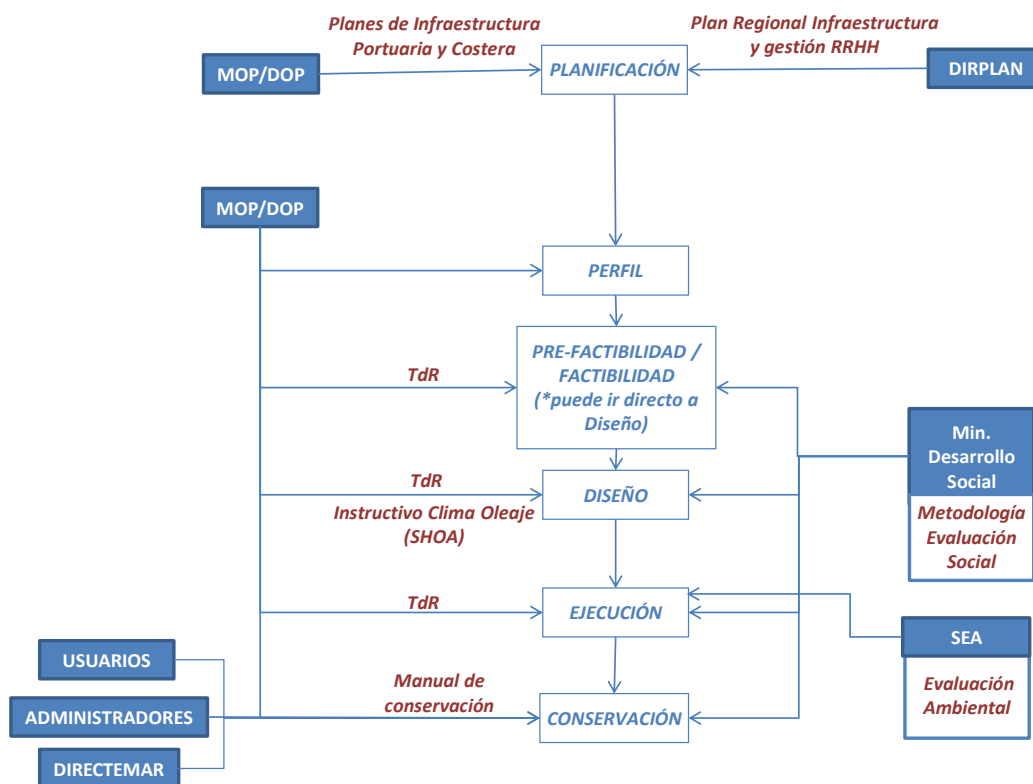 Planes de Infraestructura
Portuaria y Costera
Plan Regional Infraestructura
y gestión RRHH
MOP/DOP
PLANIFICACIÓN
DIRPLAN
MOP/DOP
PERFIL
PRE-FACTIBILIDAD /
FACTIBILIDAD
(*puede ir directo a
Diseño)
TdR
Min.
Desarrollo
Social
Metodología
Evaluación
Social
TdR
Instructivo Clima Oleaje
(SHOA)
DISEÑO
TdR
EJECUCIÓN
SEA
Evaluación
Ambiental
USUARIOS
ADMINISTRADORES
DIRECTEMAR
Manual de
conservación
CONSERVACIÓN